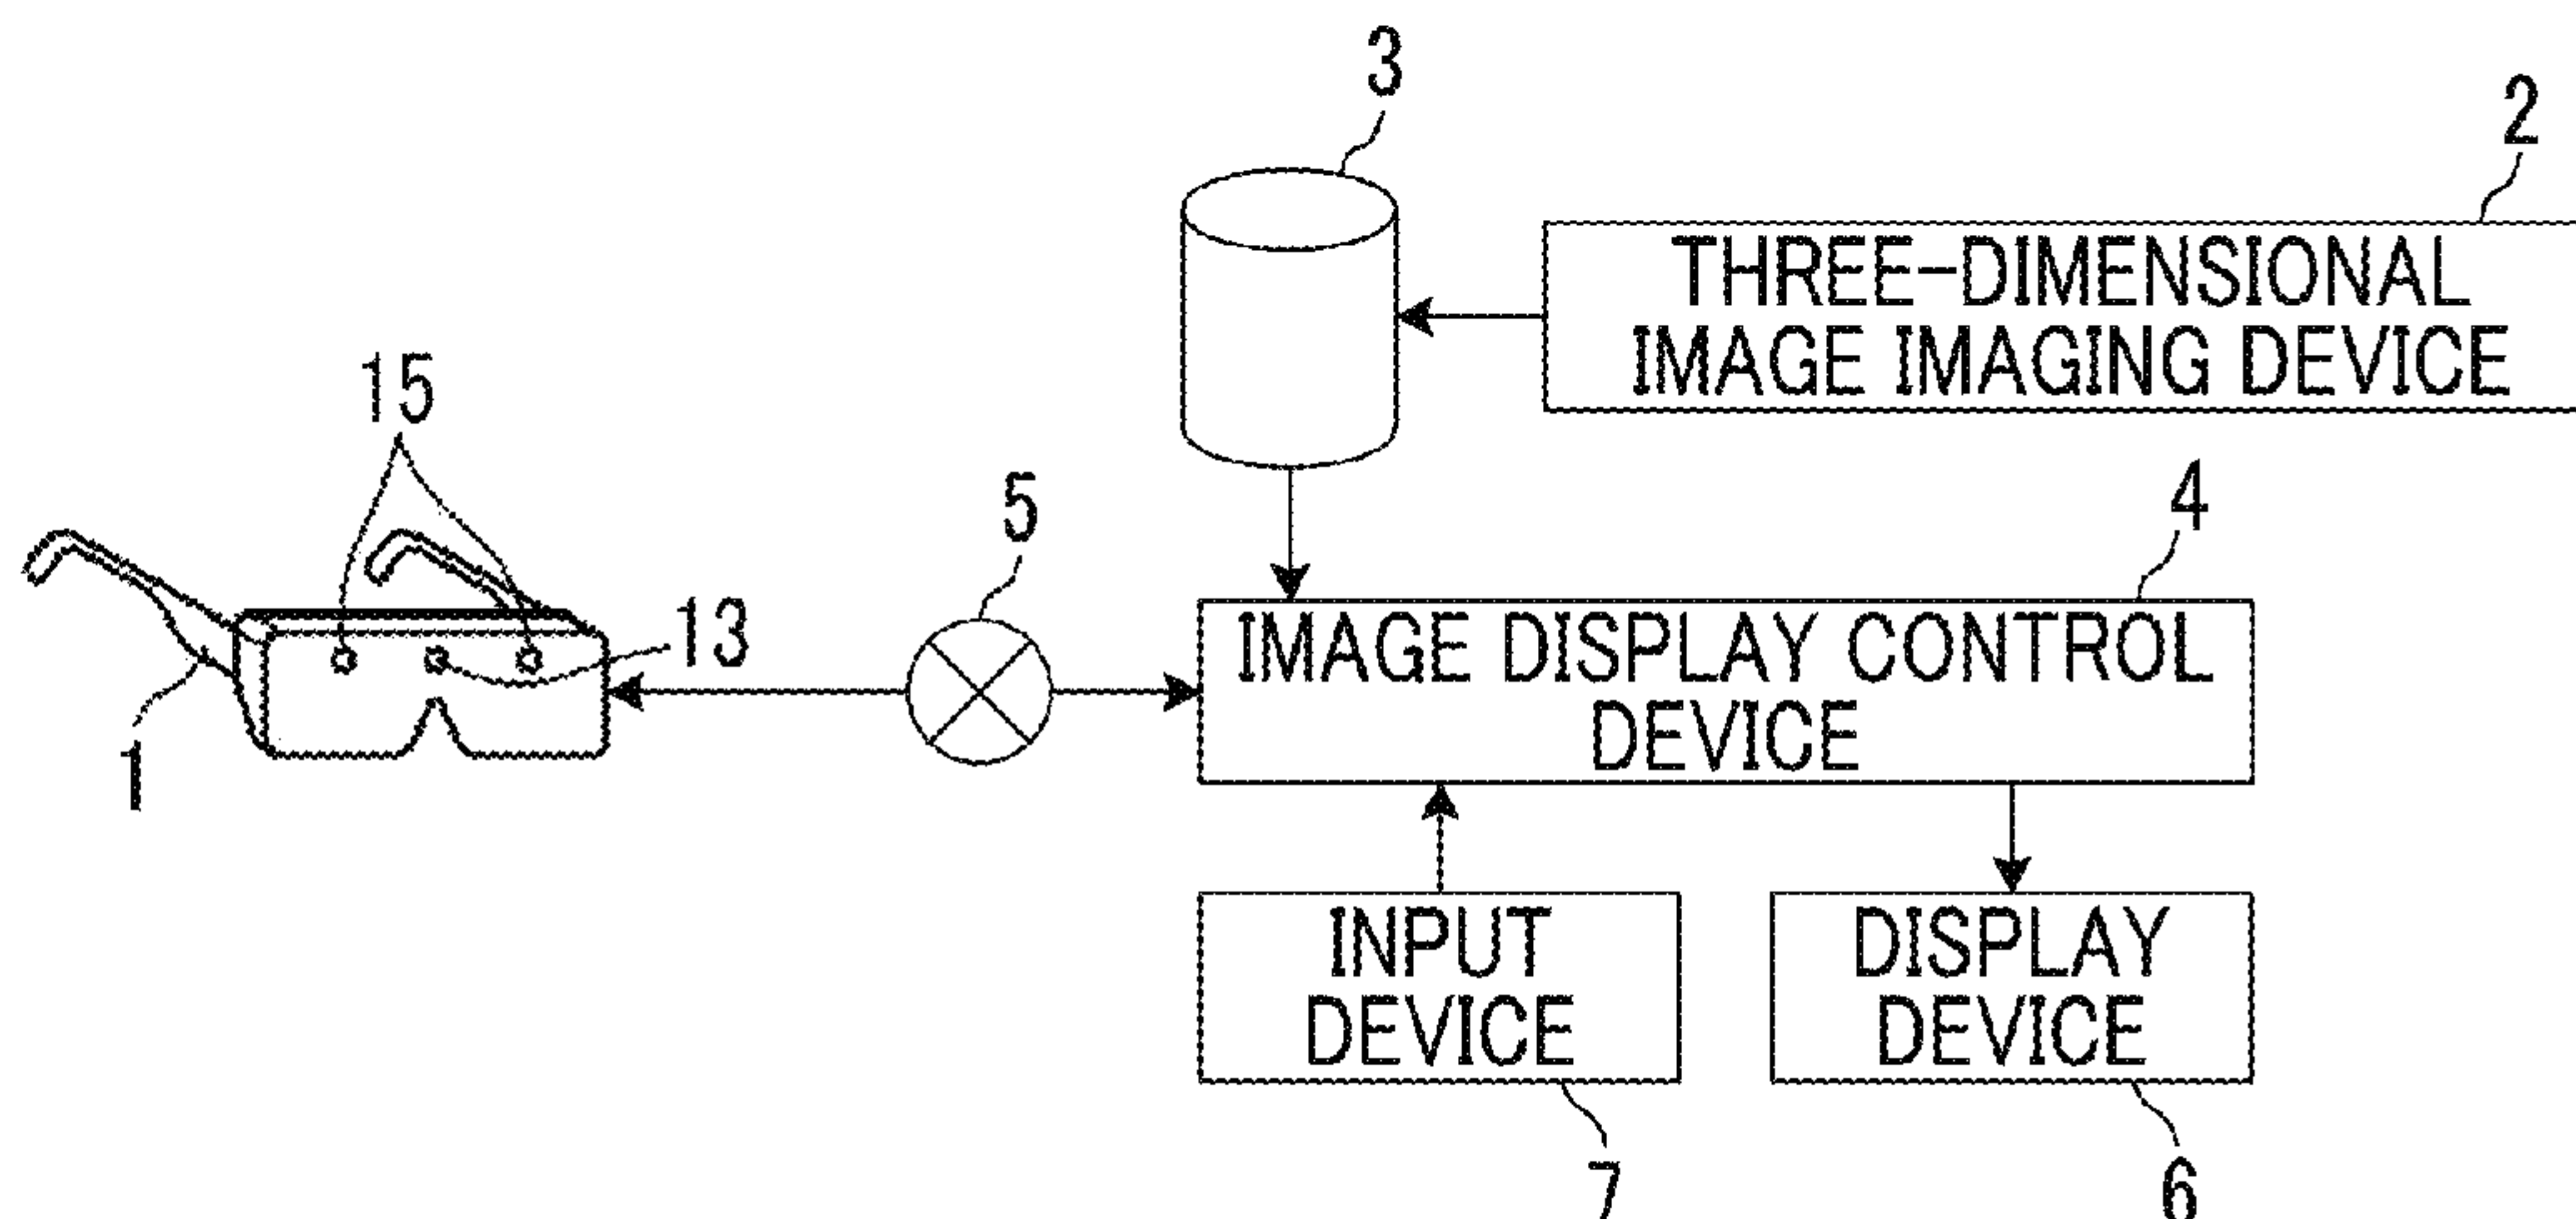 3
2
THREE-DIMENSIONAL
IMAGE IMAGING DEVICE
15
5
4
13
IMAGE DISPLAY CONTROL
DEVICE
1
INPUT
DEVICE
DISPLAY
DEVICE
7
6